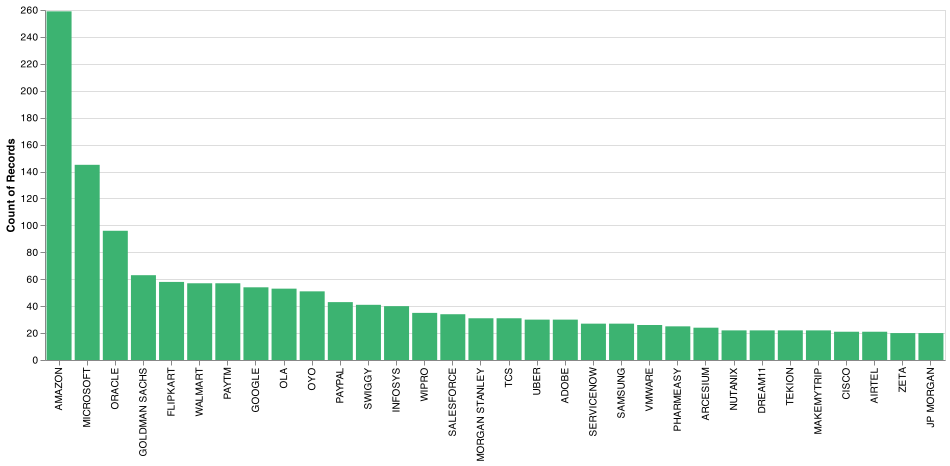 260
240
220
200
180
160
140
120
100
80
60
40
20
0
Count of Records
AMAZON
MICROSOFT
ORACLE
GOLDMAN SACHS
FLIPKART
WALMART
PAYTM
GOOGLE
OLA
OYO
PAYPAL
SWIGGY
INFOSYS
WIPRO
SALESFORCE
MORGAN STANLEY
TCS
UBER
ADOBE
SERVICENOW
SAMSUNG
VMWARE
PHARMEASY
ARCESIUM
NUTANIX
DREAM11
TEKION
MAKEMYTRIP
CISCO
AIRTEL
ZETA
JP MORGAN